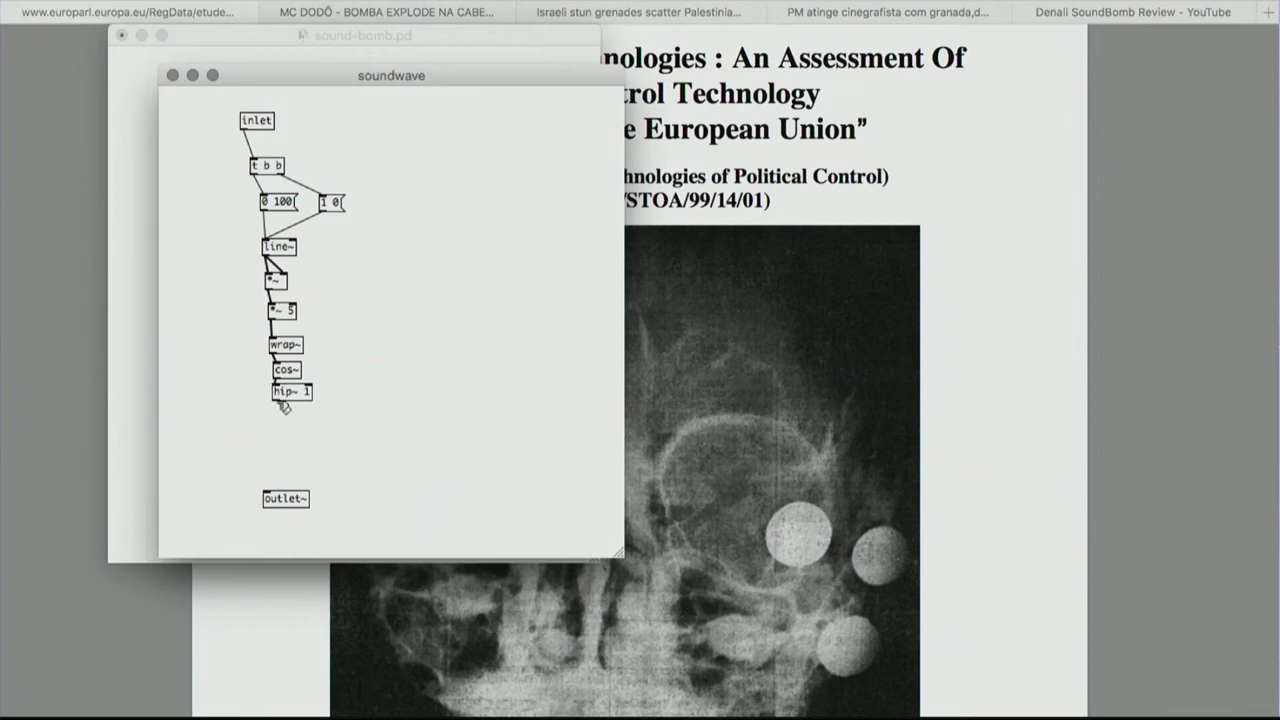 www.europarl.europa.eu/RegData/etude...
MC DODÔ - BOMBA EXPLODE NA CABE...
Israeli stun grenades scatter Palestinia...
PM atinge cinegrafista com granada,d...
Denali SoundBomb Review - YouTube
sound-bomb.pd
soundwave
nologies : An Assessment Of
trol Technology
e European Union”
hnologies of Political Control)
/STOA/99/14/01)
inlet
t b b
0 100
1 0
line~
*~
*~ 5
wrap~
cos~
hip~ 1
outlet~